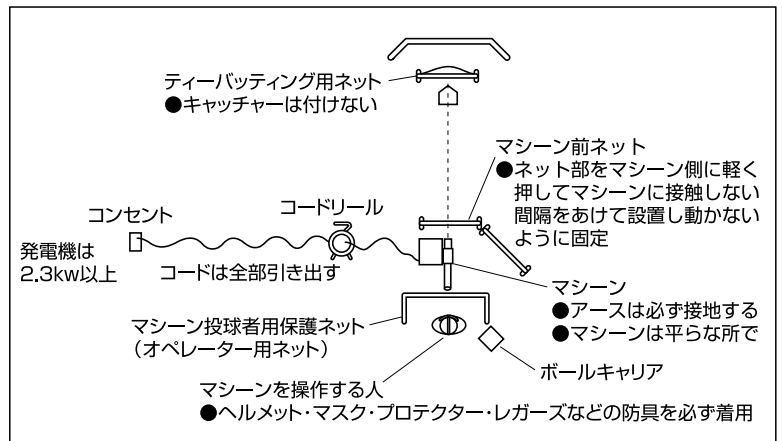 ティーバッティング用ネット
●キャッチャーは付けない
マシーン前ネット
●ネット部をマシーン側に軽く
押してマシーンに接触しない
間隔をあけて設置し動かない
ように固定
コンセント
コードリール
発電機は
2.3kw以上
コードは全部引き出す
マシーン
●アースは必ず接地する
●マシーンは平らな所で
マシーン投球者用保護ネット
（オペレーター用ネット）
ボールキャリア
マシーンを操作する人
●ヘルメット・マスク・プロテクター・レガーズなどの防具を必ず着用